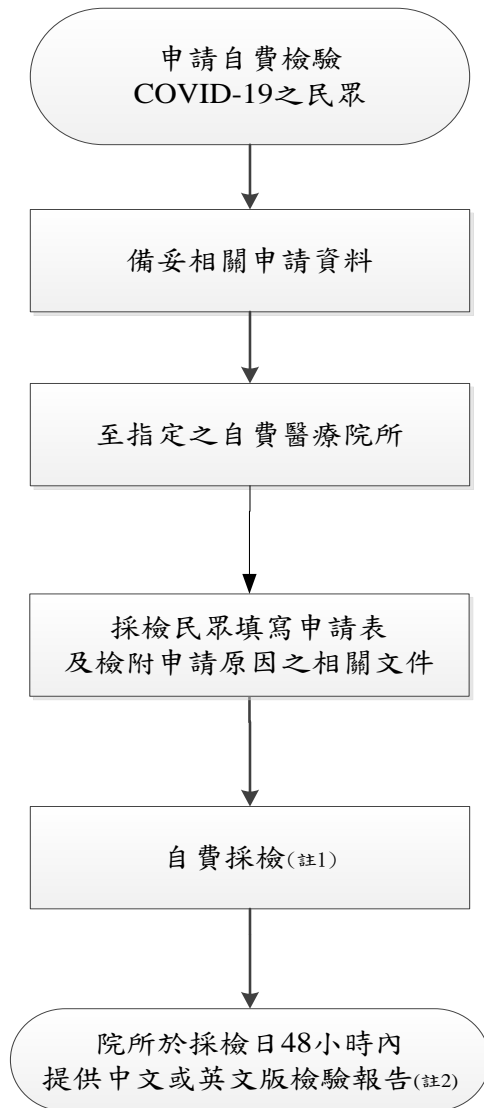 申請自費檢驗
COVID-19之民眾
備妥相關申請資料
至指定之自費醫療院所
採檢民眾填寫申請表
及檢附申請原因之相關文件
自費採檢(註1)
院所於採檢日48小時內
提供中文或英文版檢驗報告(註2)